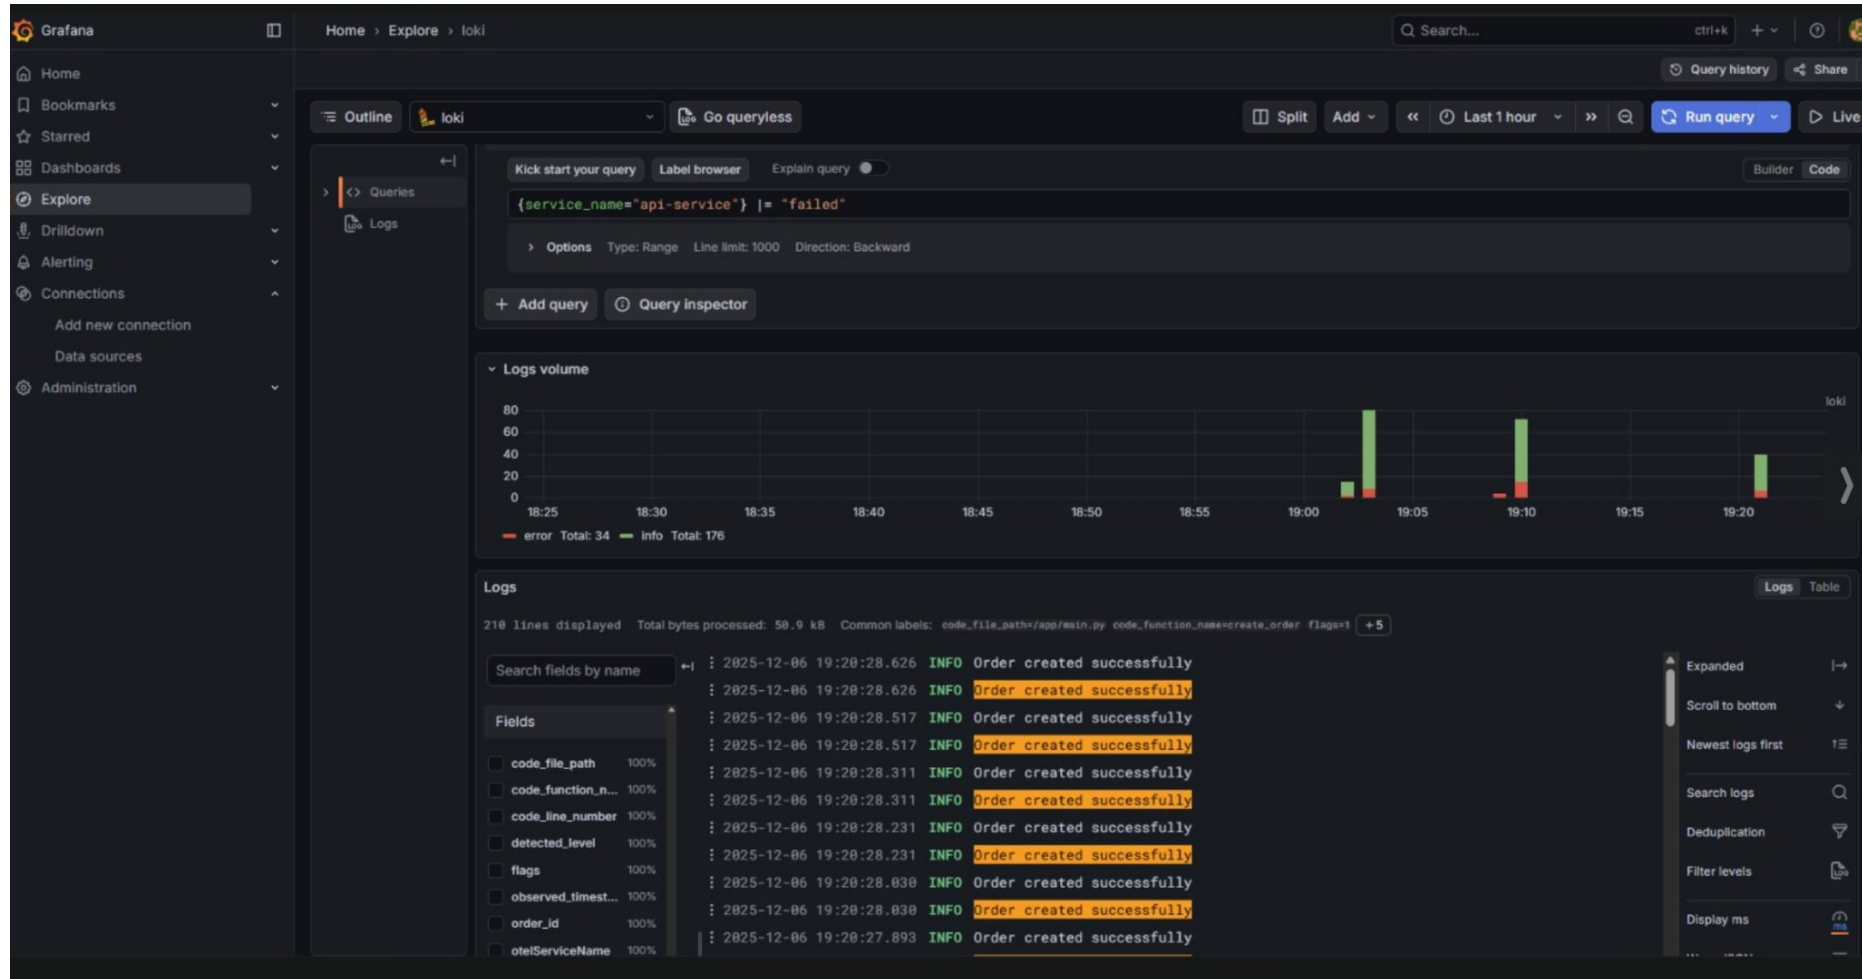 Grafana
Home › Explore › loki
Search... ctrl+k
Query history Share
Home
Bookmarks
Starred
Dashboards
Explore
Drilldown
Alerting
Connections
Add new connection
Data sources
Administration
Outline loki Go queryless Split Add Last 1 hour Run query Live
Queries
Logs
Kick start your query Label browser Explain query Builder Code
{service_name="api-service"} |= "failed"
Options Type: Range Line limit: 1000 Direction: Backward
+ Add query Query inspector
Logs volume
loki
80
60
40
20
0
18:25 18:30 18:35 18:40 18:45 18:50 18:55 19:00 19:05 19:10 19:15 19:20
error Total: 34 info Total: 176
Logs Logs Table
210 lines displayed Total bytes processed: 50.9 kB Common labels: code_file_path=/app/main.py code_function_name=create_order flags=1 +5
Search fields by name
Fields
code_file_path 100%
code_function_n... 100%
code_line_number 100%
detected_level 100%
flags 100%
observed_timest... 100%
order_id 100%
otelServiceName 100%
2025-12-06 19:20:28.626 INFO Order created successfully
2025-12-06 19:20:28.626 INFO Order created successfully
2025-12-06 19:20:28.517 INFO Order created successfully
2025-12-06 19:20:28.517 INFO Order created successfully
2025-12-06 19:20:28.311 INFO Order created successfully
2025-12-06 19:20:28.311 INFO Order created successfully
2025-12-06 19:20:28.231 INFO Order created successfully
2025-12-06 19:20:28.231 INFO Order created successfully
2025-12-06 19:20:28.030 INFO Order created successfully
2025-12-06 19:20:28.030 INFO Order created successfully
2025-12-06 19:20:27.893 INFO Order created successfully
Expanded
Scroll to bottom
Newest logs first
Search logs
Deduplication
Filter levels
Display ms
ms